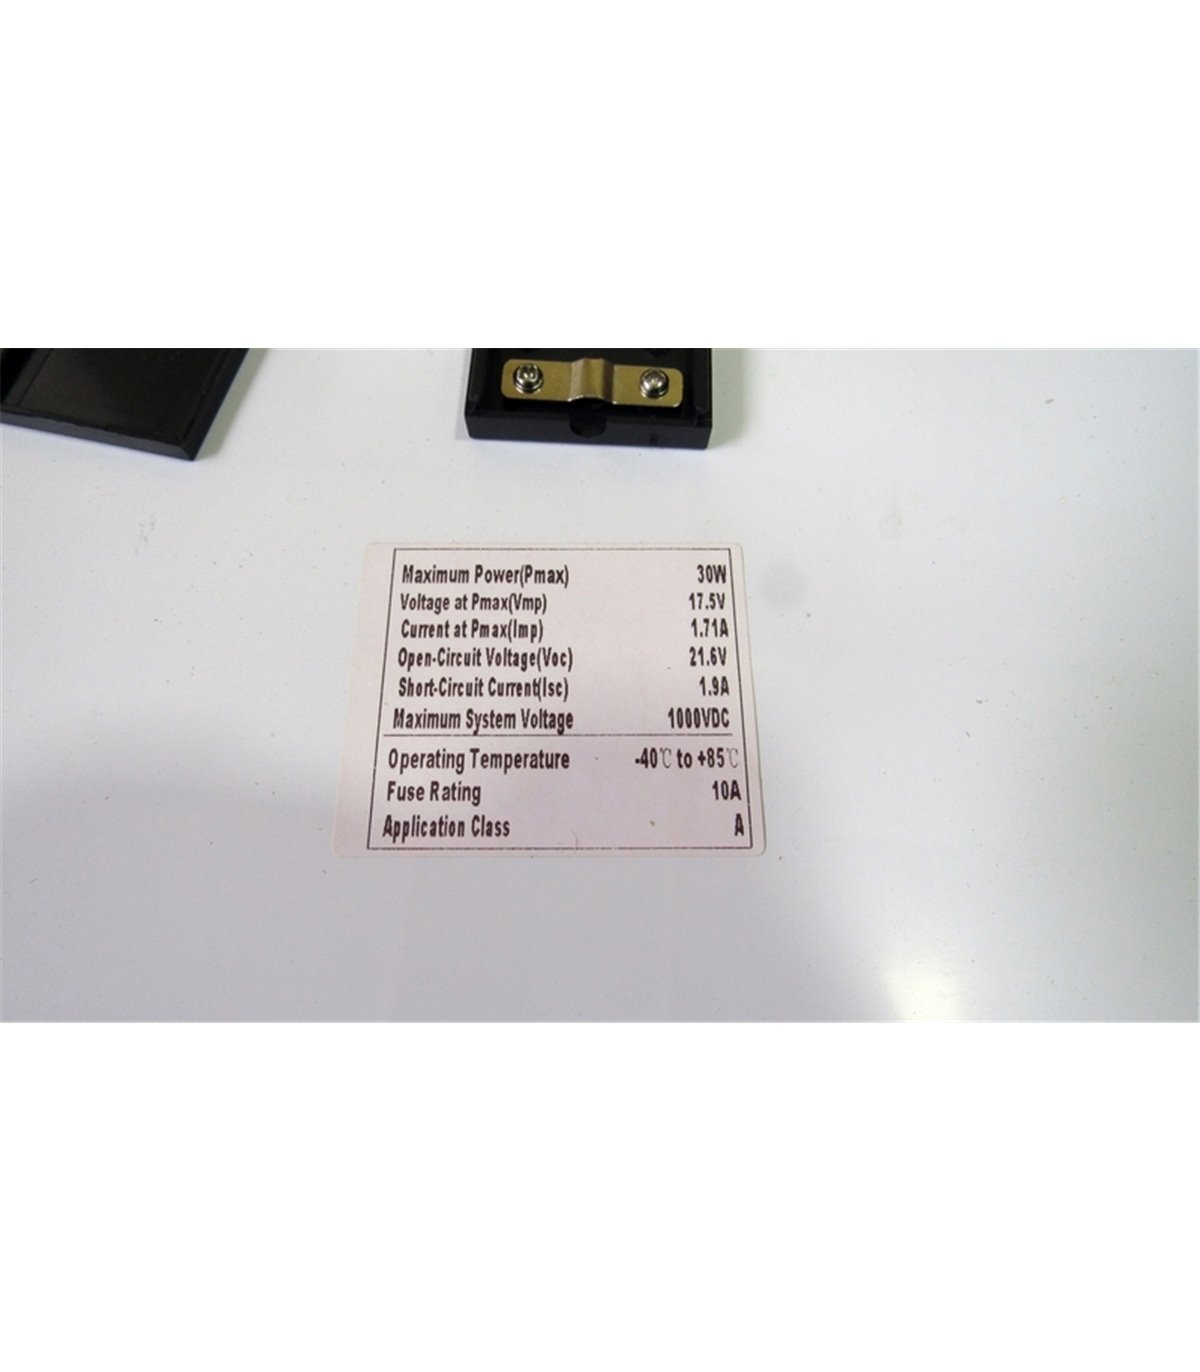 Maximum Power(Pmax) 30W
Voltage at Pmax(Vmp) 17.5V
Current at Pmax(Imp) 1.71A
Open-Circuit Voltage(Voc) 21.6V
Short-Circuit Current(Isc) 1.9A
Maximum System Voltage 1000VDC
Operating Temperature -40℃ to +85℃
Fuse Rating 10A
Application Class A